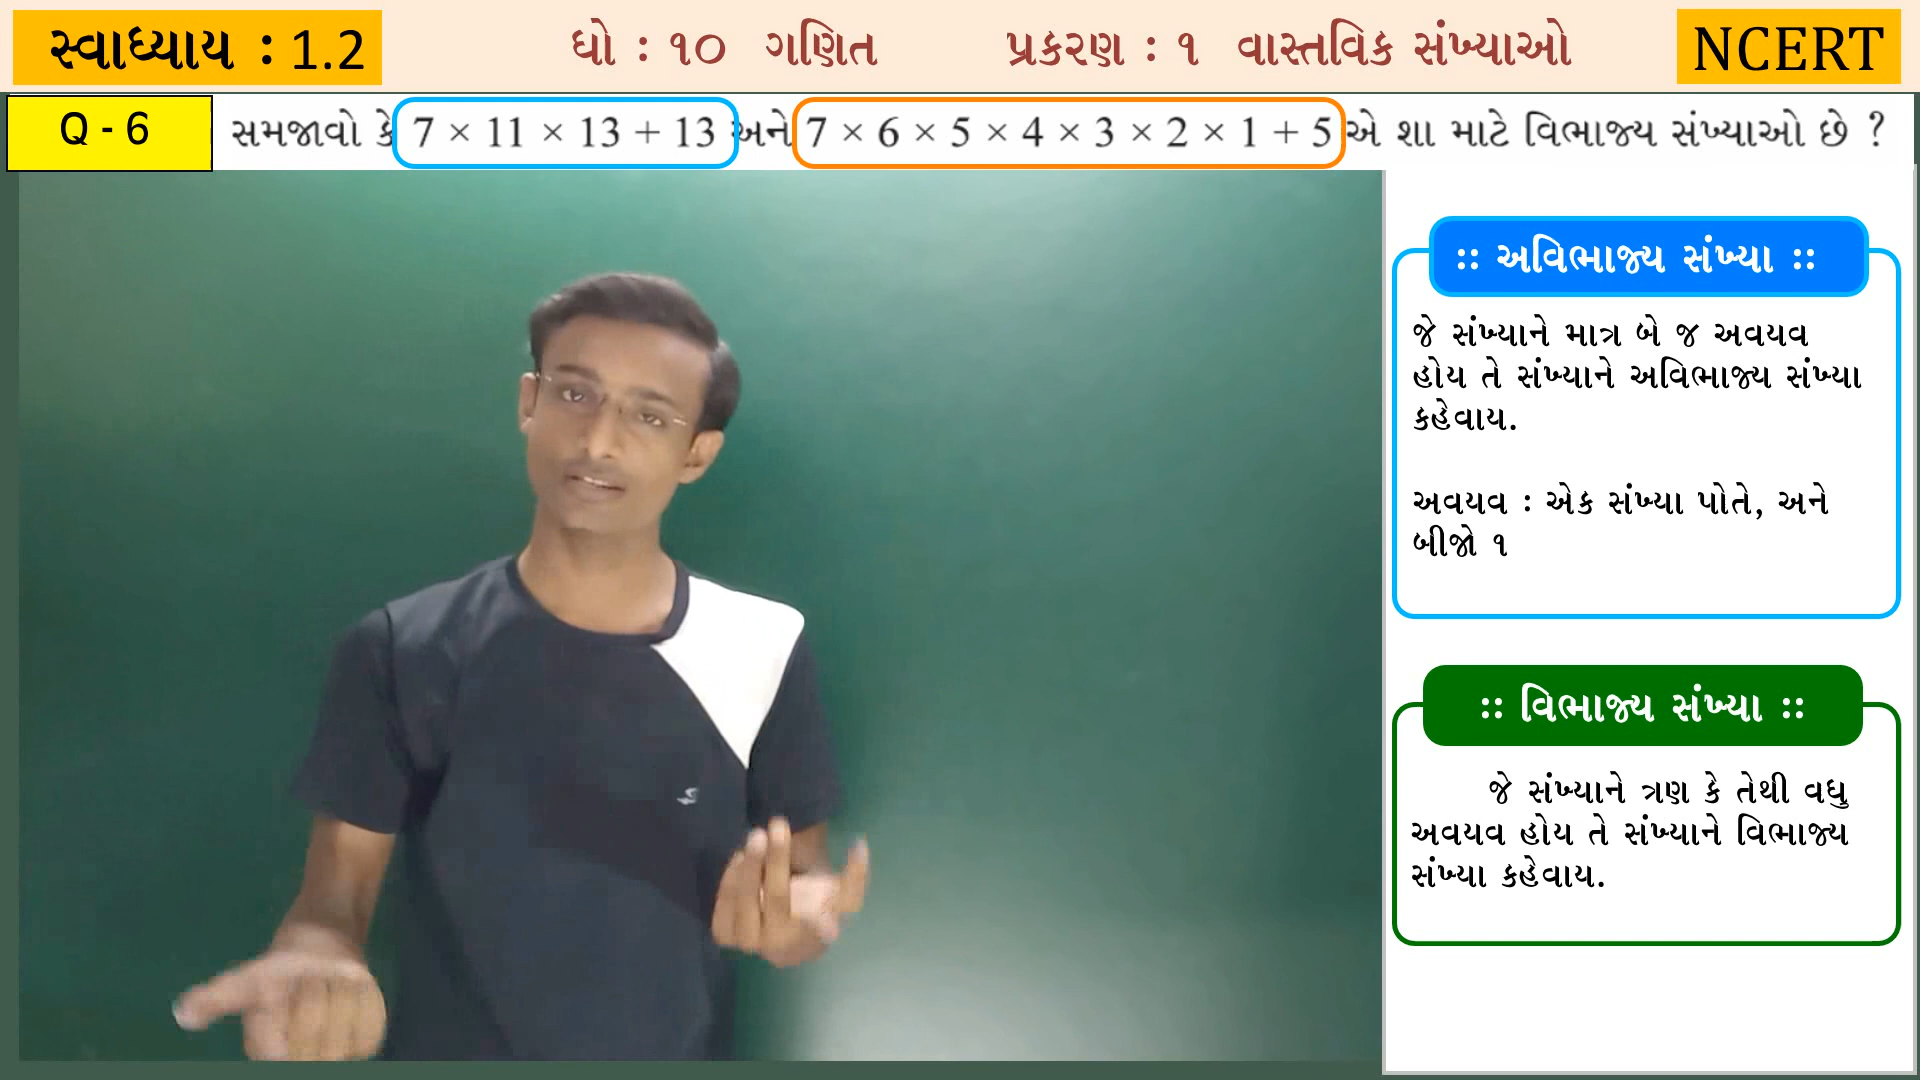 સ્વાધ્યાય : 1.2
ધો : ૧૦ ગણિત પ્રકરણ : ૧ વાસ્તવિક સંખ્યાઓ
NCERT
Q - 6
સમજાવો કે 7 × 11 × 13 + 13 અને 7 × 6 × 5 × 4 × 3 × 2 × 1 + 5 એ શા માટે વિભાજ્ય સંખ્યાઓ છે ?
:: અવિભાજ્ય સંખ્યા ::
જે સંખ્યાને માત્ર બે જ અવયવ
હોય તે સંખ્યાને અવિભાજ્ય સંખ્યા
કહેવાય.
અવયવ : એક સંખ્યા પોતે, અને
બીજો ૧
:: વિભાજ્ય સંખ્યા ::
જે સંખ્યાને ત્રણ કે તેથી વધુ
અવયવ હોય તે સંખ્યાને વિભાજ્ય
સંખ્યા કહેવાય.